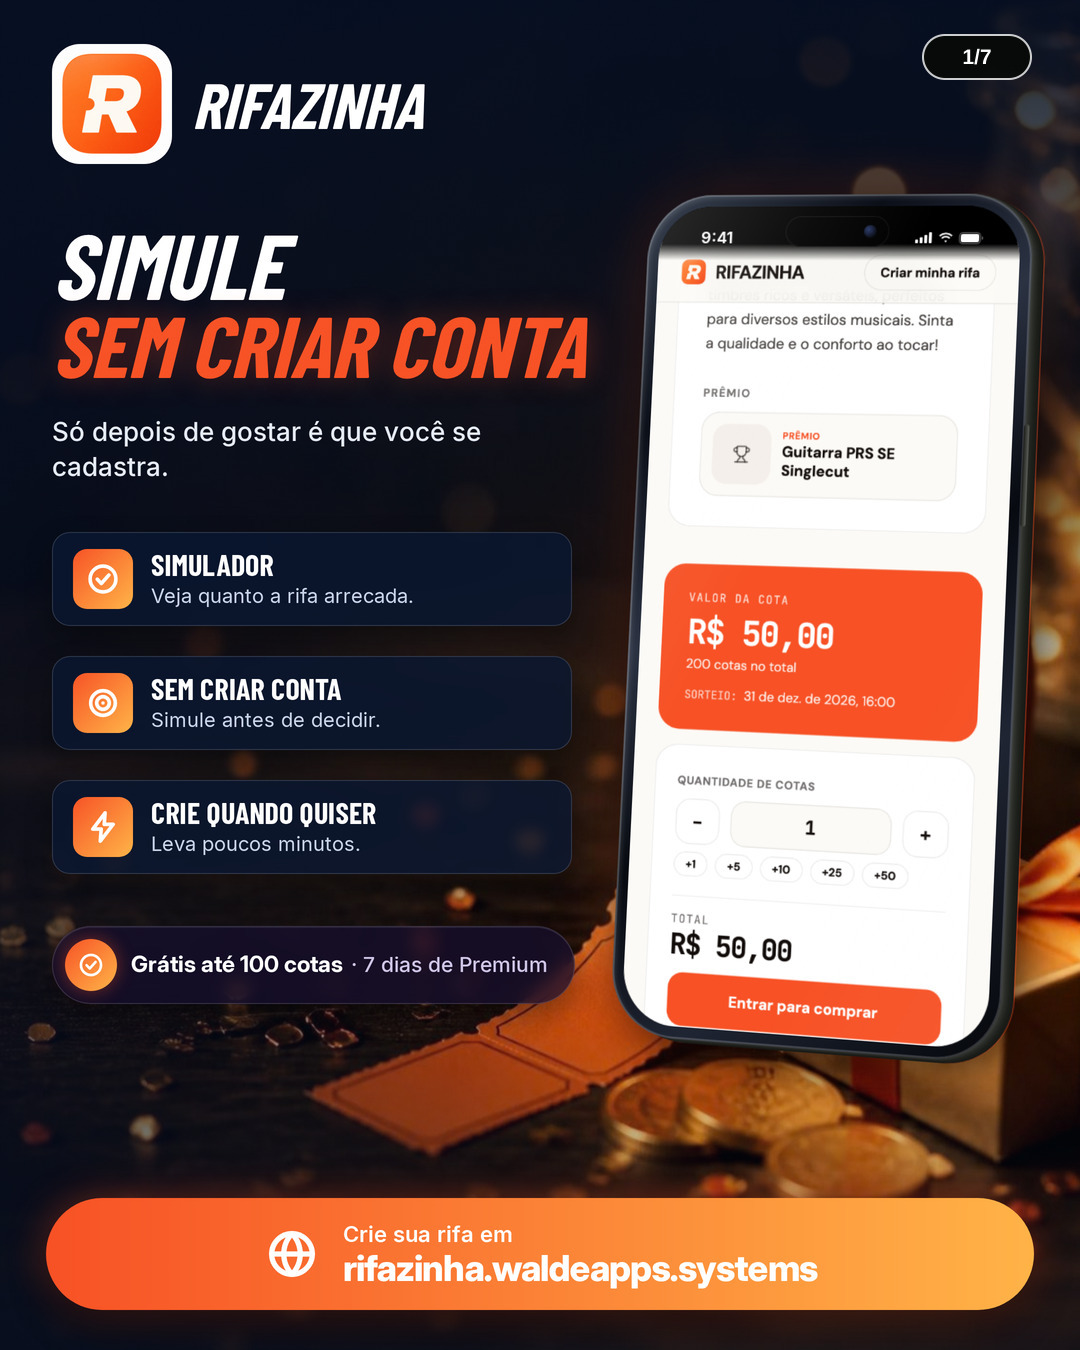 RIFAZINHA
1/7
SIMULE
SEM CRIAR CONTA
Só depois de gostar é que você se
cadastra.
SIMULADOR
Veja quanto a rifa arrecada.
SEM CRIAR CONTA
Simule antes de decidir.
CRIE QUANDO QUISER
Leva poucos minutos.
Grátis até 100 cotas · 7 dias de Premium
9:41
RIFAZINHA
Criar minha rifa
para diversos estilos musicais. Sinta
a qualidade e o conforto ao tocar!
PRÊMIO
PRÊMIO
Guitarra PRS SE
Singlecut
VALOR DA COTA
R$ 50,00
200 cotas no total
SORTEIO: 31 de dez. de 2026, 16:00
QUANTIDADE DE COTAS
- 1 +
+1 +5 +10 +25 +50
TOTAL
R$ 50,00
Entrar para comprar
Crie sua rifa em
rifazinha.waldeapps.systems